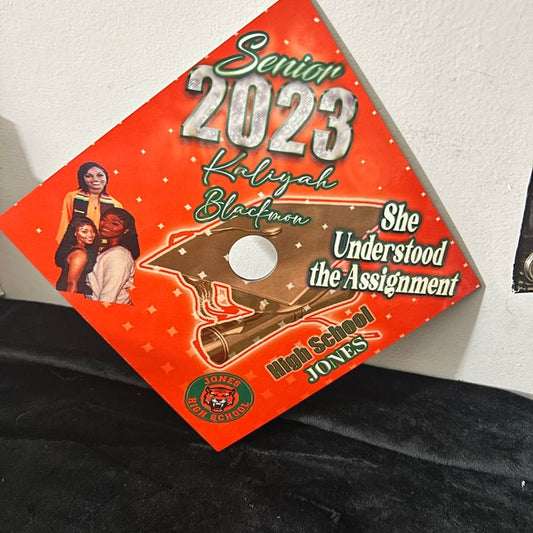 Senior
2023
Kaliyah
Blackmon
She
Understood
the Assignment
High School
JONES
JONES
HIGH SCHOOL